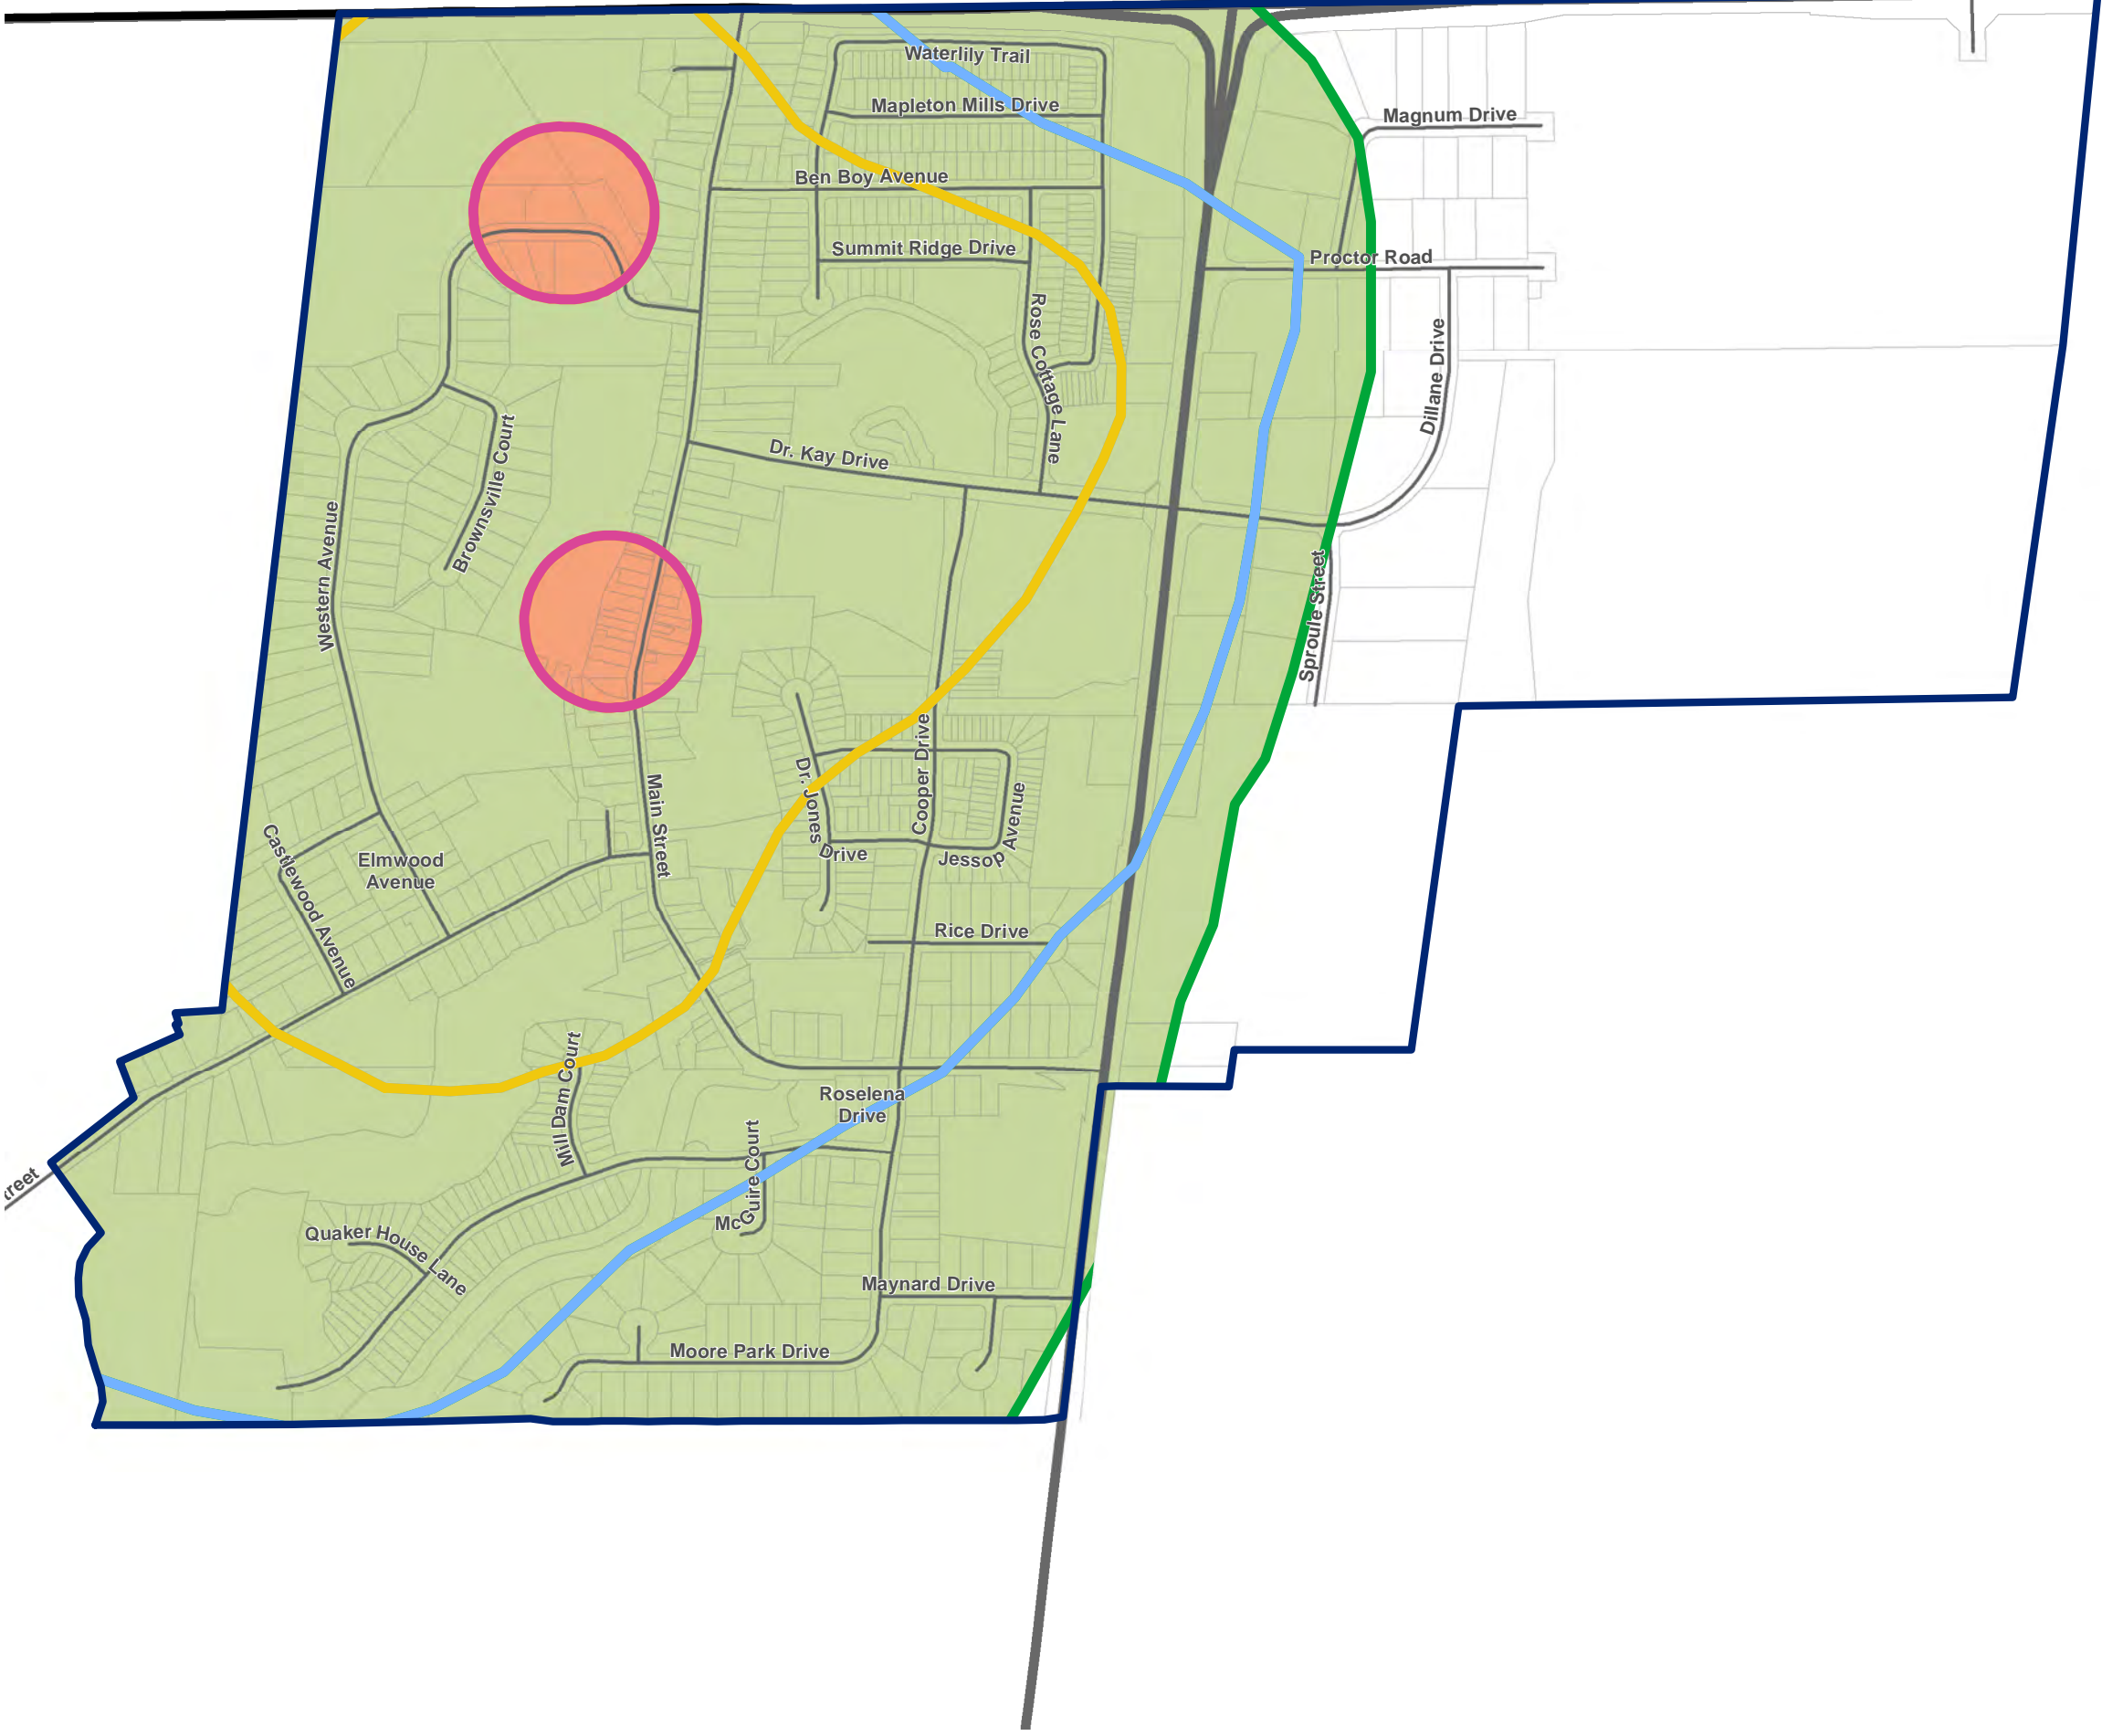 Waterlily Trail
Mapleton Mills Drive
Magnum Drive
Ben Boy Avenue
Summit Ridge Drive
Proctor Road
Rose Cottage Lane
Dillane Drive
Brownsville Court
Dr. Kay Drive
Western Avenue
Sproule Street
Cooper Drive
Main Street
Dr. Jones Drive
Jessop Avenue
Castlewood Avenue
Elmwood
Avenue
Rice Drive
Mill Dam Court
Roselena
Drive
McGuire Court
treet
Quaker House Lane
Maynard Drive
Moore Park Drive